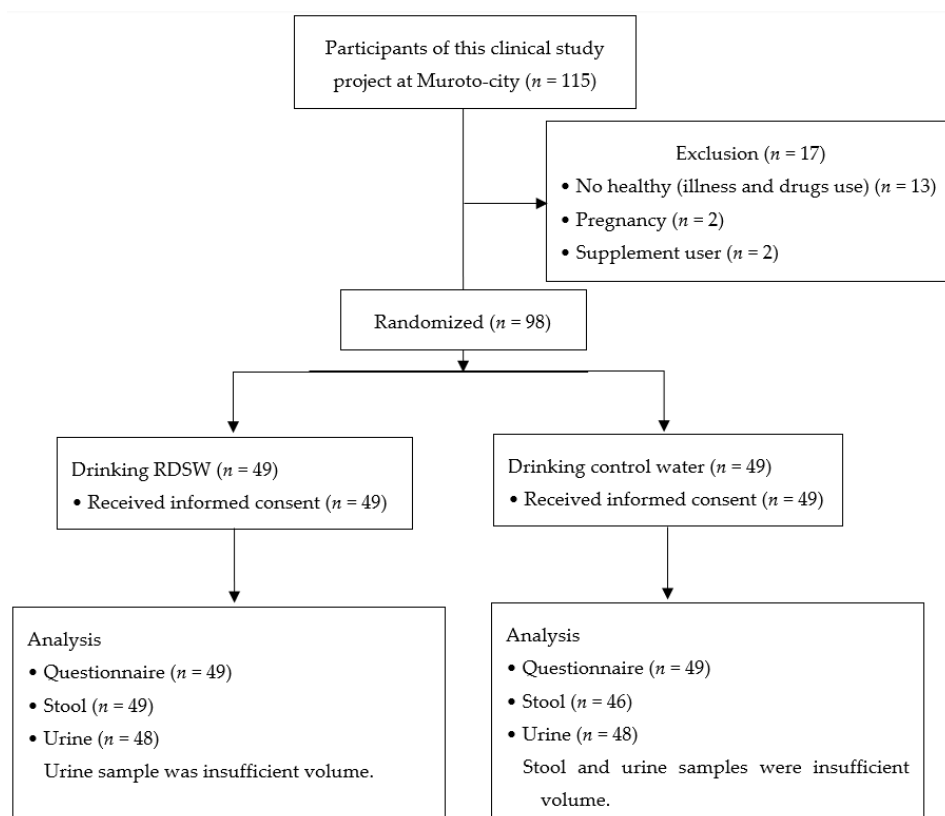 Participants of this clinical study
project at Muroto-city (n = 115)
Exclusion (n = 17)
• No healthy (illness and drugs use) (n = 13)
• Pregnancy (n = 2)
• Supplement user (n = 2)
Randomized (n = 98)
Drinking RDSW (n = 49)
• Received informed consent (n = 49)
Drinking control water (n = 49)
• Received informed consent (n = 49)
Analysis
• Questionnaire (n = 49)
• Stool (n = 49)
• Urine (n = 48)
Urine sample was insufficient volume.
Analysis
• Questionnaire (n = 49)
• Stool (n = 46)
• Urine (n = 48)
Stool and urine samples were insufficient
volume.